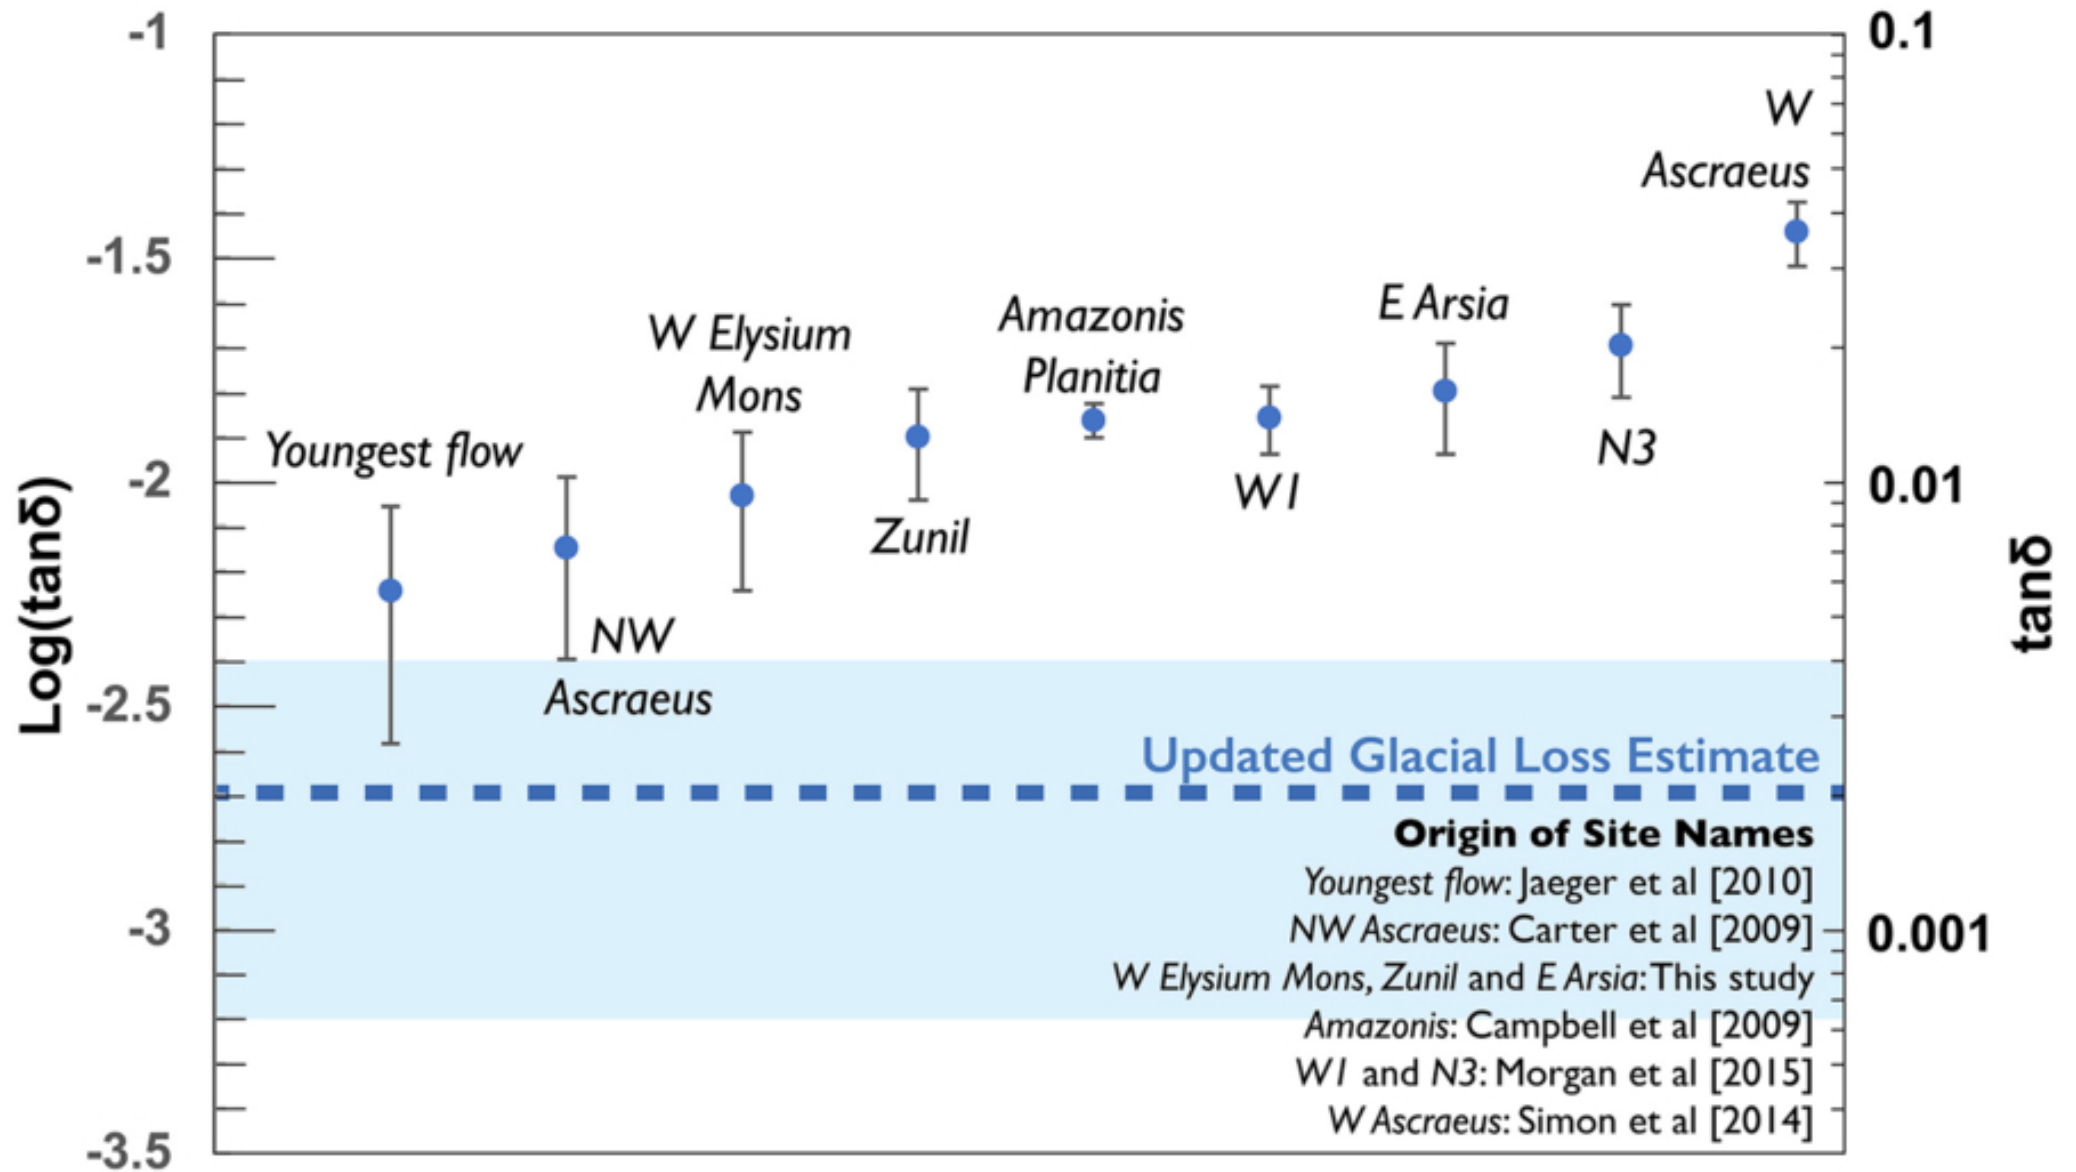 -1
-1.5
-2
-2.5
-3
-3.5
Log(tanδ)
0.1
0.01
0.001
tanδ
Youngest flow
NW
Ascraeus
W Elysium
Mons
Zunil
Amazonis
Planitia
W1
E Arsia
N3
W
Ascraeus
Updated Glacial Loss Estimate
Origin of Site Names
Youngest flow: Jaeger et al [2010]
NW Ascraeus: Carter et al [2009]
W Elysium Mons, Zunil and E Arsia: This study
Amazonis: Campbell et al [2009]
W1 and N3: Morgan et al [2015]
W Ascraeus: Simon et al [2014]